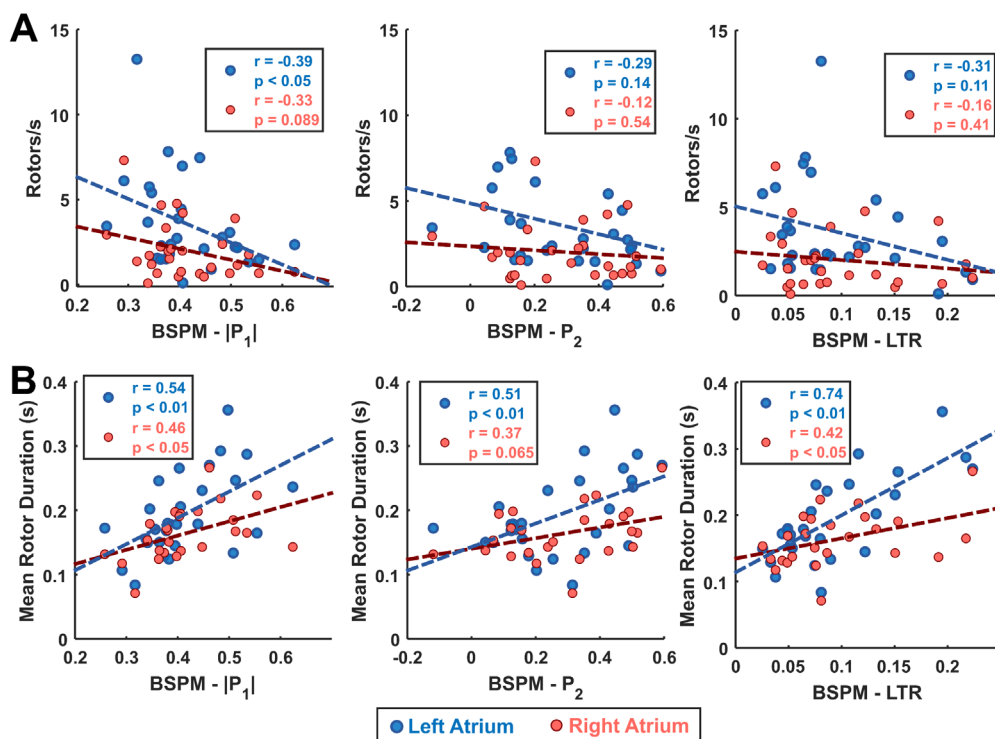 A
Rotors/s
15
10
5
0
r = -0.39
p < 0.05
r = -0.33
p = 0.089
0.2 0.3 0.4 0.5 0.6
BSPM - |P1|
Rotors/s
15
10
5
0
r = -0.29
p = 0.14
r = -0.12
p = 0.54
-0.2 0 0.2 0.4 0.6
BSPM - P2
Rotors/s
15
10
5
0
r = -0.31
p = 0.11
r = -0.16
p = 0.41
0 0.05 0.1 0.15 0.2
BSPM - LTR
B
Mean Rotor Duration (s)
0.4
0.3
0.2
0.1
0
r = 0.54
p < 0.01
r = 0.46
p < 0.05
0.2 0.3 0.4 0.5 0.6
BSPM - |P1|
Mean Rotor Duration (s)
0.4
0.3
0.2
0.1
0
r = 0.51
p < 0.01
r = 0.37
p = 0.065
-0.2 0 0.2 0.4 0.6
BSPM - P2
Mean Rotor Duration (s)
0.4
0.3
0.2
0.1
0
r = 0.74
p < 0.01
r = 0.42
p < 0.05
0 0.05 0.1 0.15 0.2
BSPM - LTR
Left Atrium Right Atrium